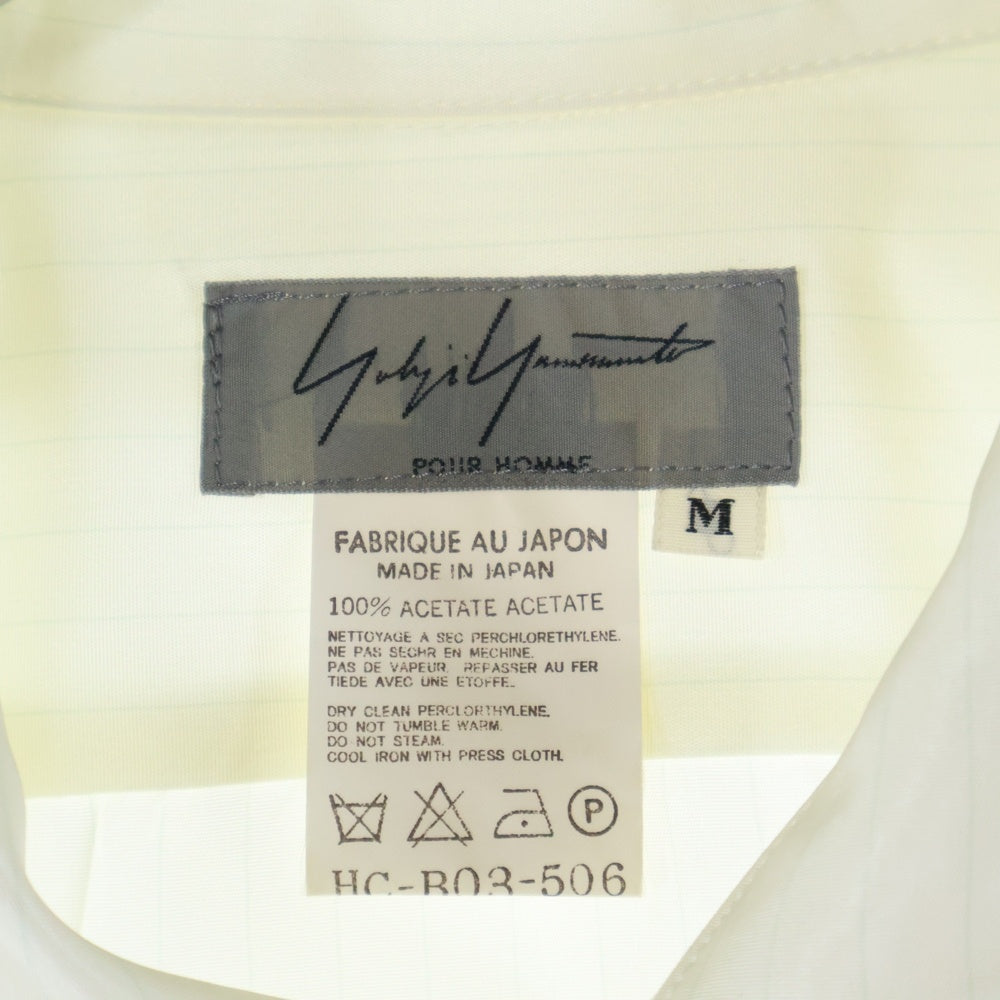 Yohji Yamamoto
POUR HOMME
M
FABRIQUE AU JAPON
MADE IN JAPAN
100% ACETATE ACETATE
NETTOYAGE A SEC PERCHLORETHYLENE.
NE PAS SECHR EN MECHINE.
PAS DE VAPEUR. REPASSER AU FER
TIEDE AVEC UNE ETOFFE.
DRY CLEAN PERCLORTHYLENE.
DO NOT TUMBLE WARM.
DO NOT STEAM.
COOL IRON WITH PRESS CLOTH.
P
HC-B03-506